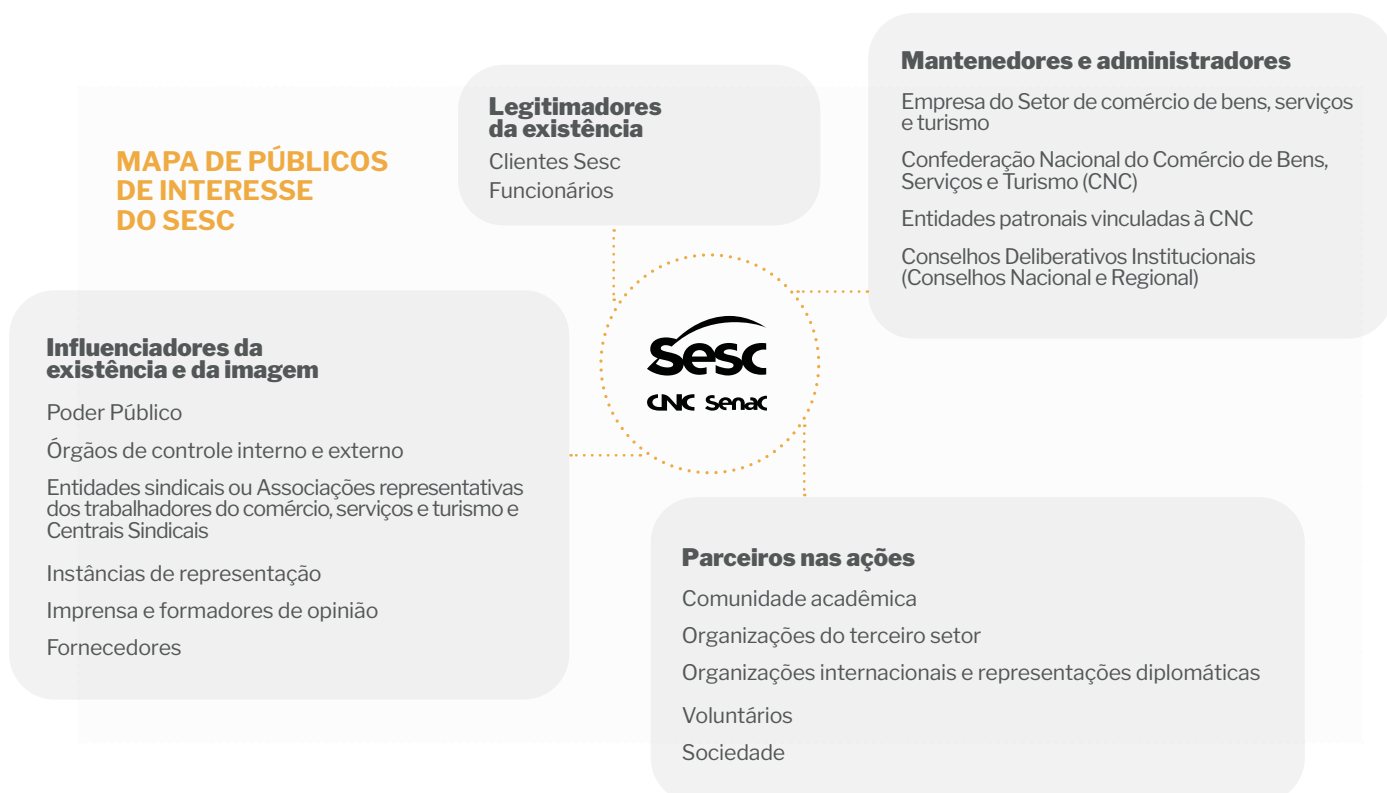 MAPA DE PÚBLICOS
DE INTERESSE
DO SESC
Legitimadores
da existência
Clientes Sesc
Funcionários
Mantenedores e administradores
Empresa do Setor de comércio de bens, serviços
e turismo
Confederação Nacional do Comércio de Bens,
Serviços e Turismo (CNC)
Entidades patronais vinculadas à CNC
Conselhos Deliberativos Institucionais
(Conselhos Nacional e Regional)
Influenciadores da
existência e da imagem
Poder Público
Órgãos de controle interno e externo
Entidades sindicais ou Associações representativas
dos trabalhadores do comércio, serviços e turismo e
Centrais Sindicais
Instâncias de representação
Imprensa e formadores de opinião
Fornecedores
Sesc
CNC Senac
Parceiros nas ações
Comunidade acadêmica
Organizações do terceiro setor
Organizações internacionais e representações diplomáticas
Voluntários
Sociedade